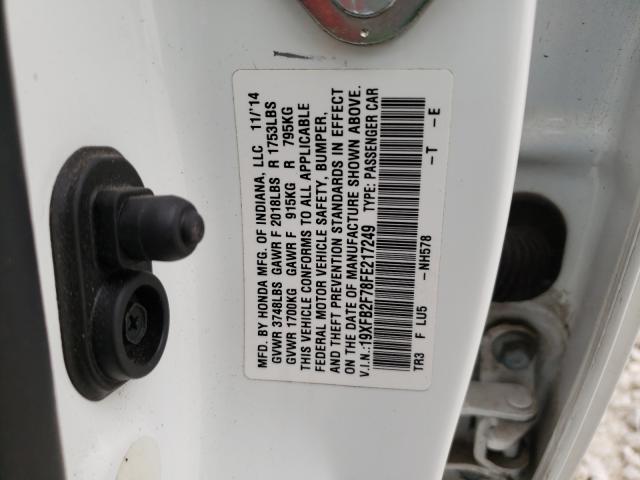 MFD. BY HONDA MFG. OF INDIANA, LLC 11/'14
GVWR 3748LBS GAWR F 2018LBS R 1753LBS
GVWR 1700KG GAWR F 915KG R 795KG
THIS VEHICLE CONFORMS TO ALL APPLICABLE
FEDERAL MOTOR VEHICLE SAFETY, BUMPER,
AND THEFT PREVENTION STANDARDS IN EFFECT
ON THE DATE OF MANUFACTURE SHOWN ABOVE.
V.I.N.:19XFB2F78FE217249 TYPE: PASSENGER CAR
TR3 F LU5 -NH578 -T -E